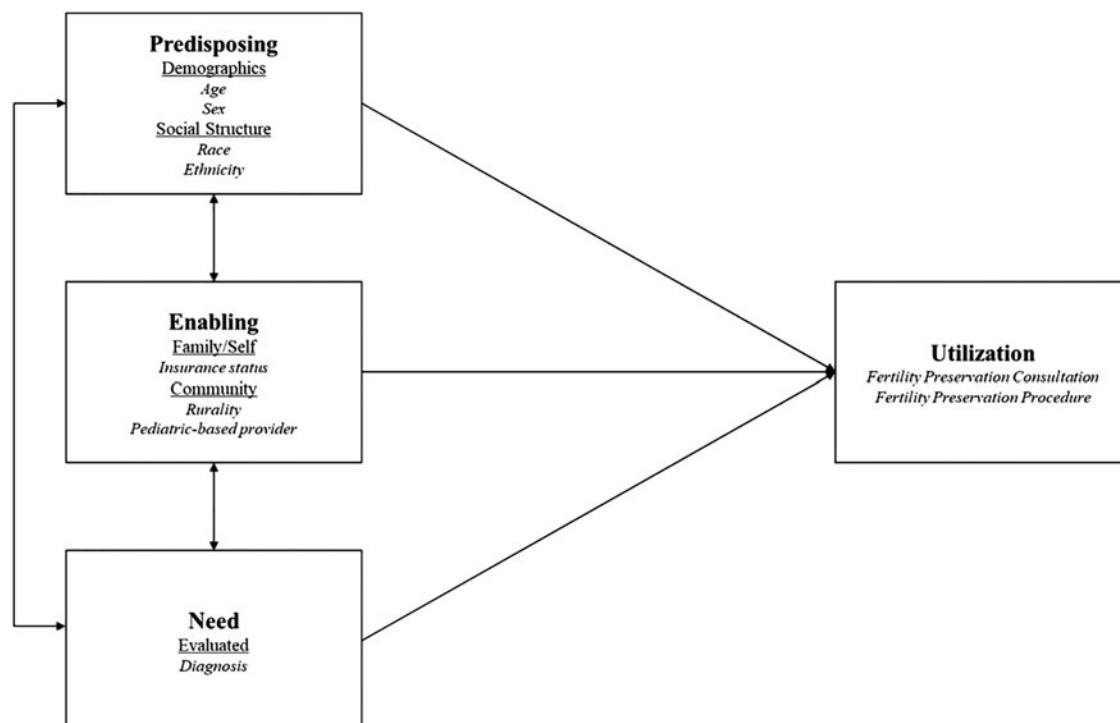 Predisposing
Demographics
Age
Sex
Social Structure
Race
Ethnicity
Enabling
Family/Self
Insurance status
Community
Rurality
Pediatric-based provider
Need
Evaluated
Diagnosis
Utilization
Fertility Preservation Consultation
Fertility Preservation Procedure